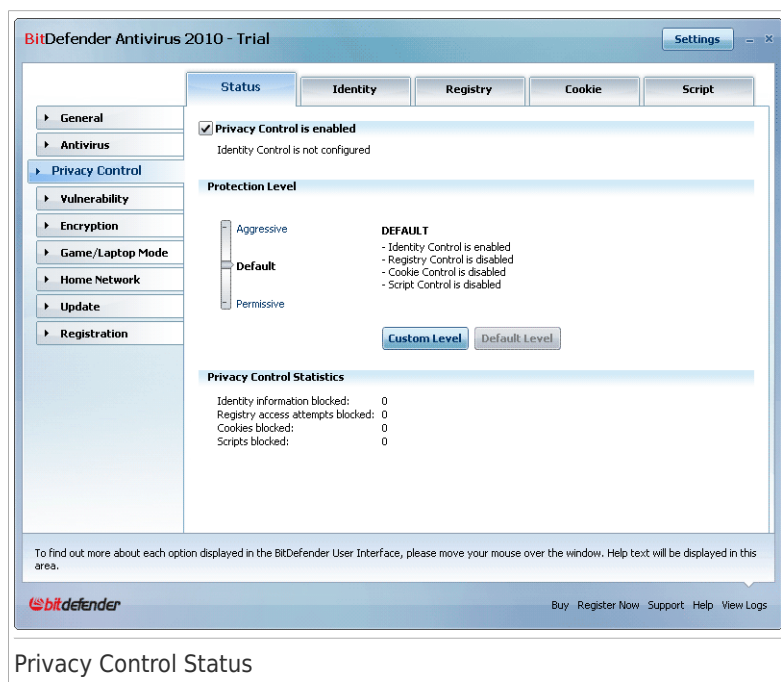 BitDefender Antivirus 2010 - Trial
Settings
Status Identity Registry Cookie Script
General
Antivirus
Privacy Control
Vulnerability
Encryption
Game/Laptop Mode
Home Network
Update
Registration
Privacy Control is enabled
Identity Control is not configured
Protection Level
Aggressive
Default
Permissive
DEFAULT
- Identity Control is enabled
- Registry Control is disabled
- Cookie Control is disabled
- Script Control is disabled
Custom Level Default Level
Privacy Control Statistics
Identity information blocked: 0
Registry access attempts blocked: 0
Cookies blocked: 0
Scripts blocked: 0
To find out more about each option displayed in the BitDefender User Interface, please move your mouse over the window. Help text will be displayed in this
area.
bitdefender
Buy Register Now Support Help View Logs
Privacy Control Status